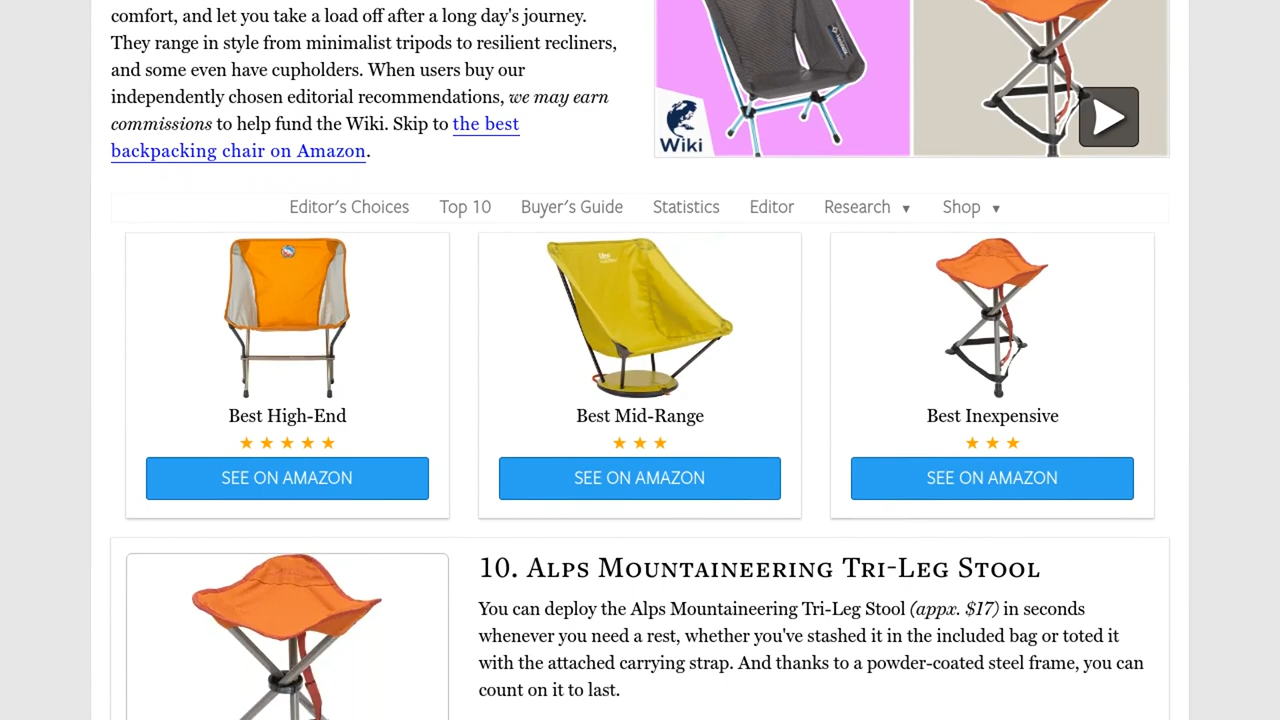 comfort, and let you take a load off after a long day's journey.
They range in style from minimalist tripods to resilient recliners,
and some even have cupholders. When users buy our
independently chosen editorial recommendations, we may earn
commissions to help fund the Wiki. Skip to the best
backpacking chair on Amazon.
Wiki
Editor's Choices Top 10 Buyer's Guide Statistics Editor Research ▼ Shop ▼
Best High-End
★ ★ ★ ★ ★
SEE ON AMAZON
Best Mid-Range
★ ★ ★
SEE ON AMAZON
Best Inexpensive
★ ★ ★
SEE ON AMAZON
10. Alps Mountaineering Tri-Leg Stool
You can deploy the Alps Mountaineering Tri-Leg Stool (appx. $17) in seconds
whenever you need a rest, whether you've stashed it in the included bag or toted it
with the attached carrying strap. And thanks to a powder-coated steel frame, you can
count on it to last.